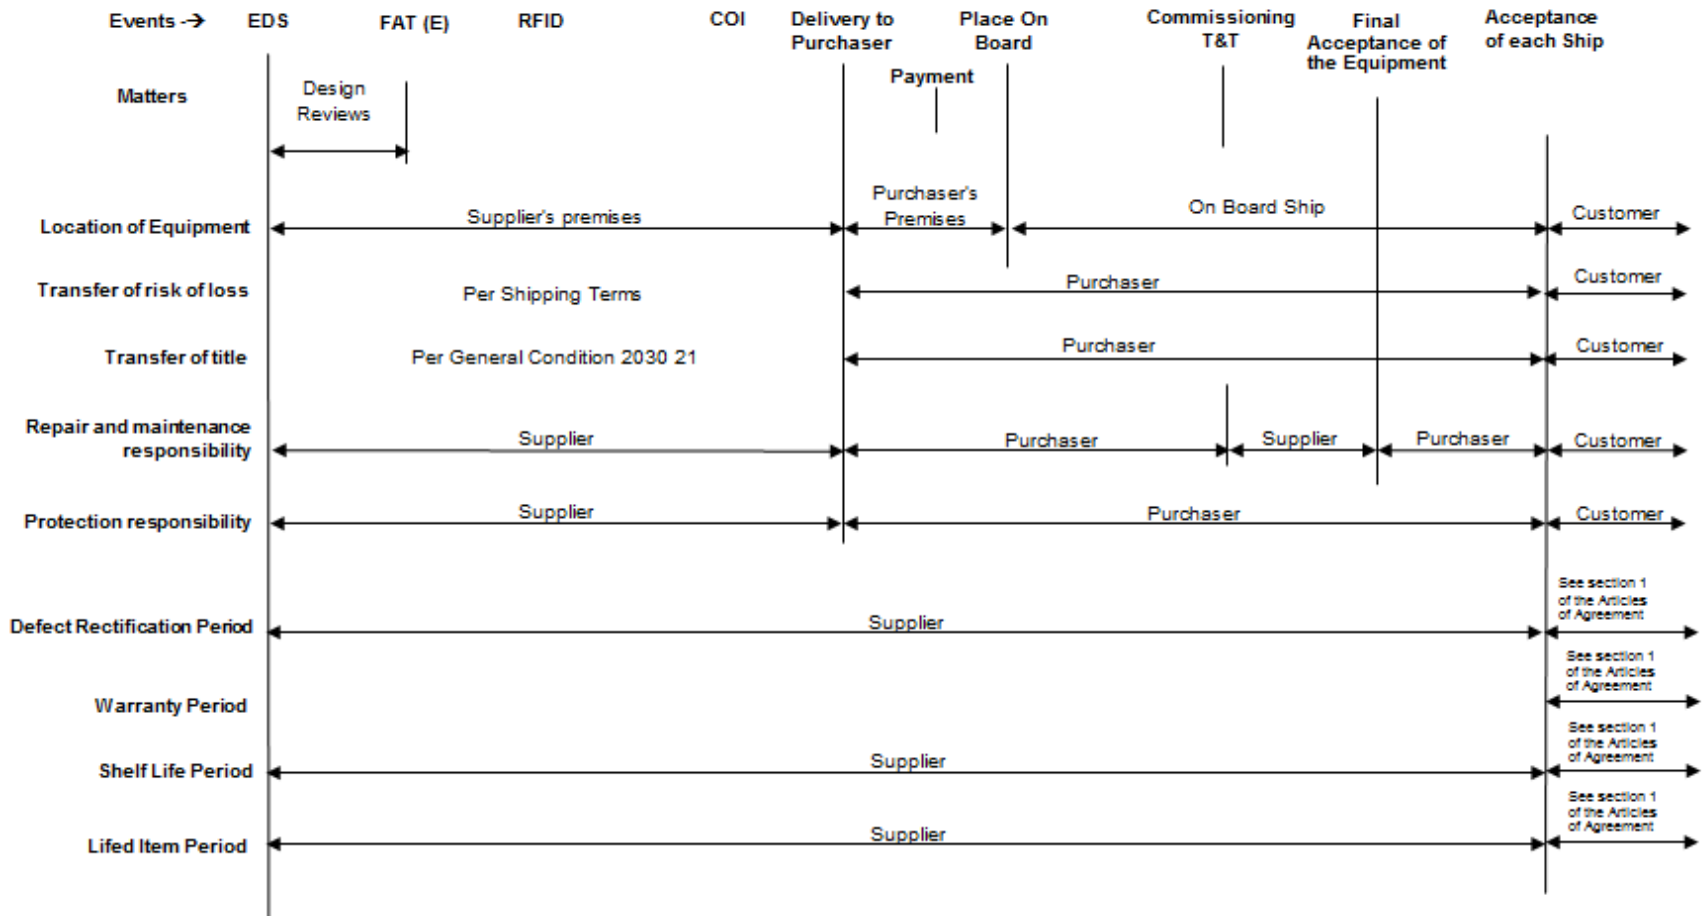 Events -→ EDS FAT (E) RFID COI Delivery to Purchaser Place On Board Commissioning T&T Final Acceptance of the Equipment Acceptance of each Ship
Payment
Matters
Design
Reviews
Location of Equipment Supplier's premises Purchaser's Premises On Board Ship Customer
Transfer of risk of loss Per Shipping Terms Purchaser Customer
Transfer of title Per General Condition 2030 21 Purchaser Customer
Repair and maintenance responsibility Supplier Purchaser Supplier Purchaser Customer
Protection responsibility Supplier Purchaser Customer
Defect Rectification Period Supplier See section 1 of the Articles of Agreement
Warranty Period See section 1 of the Articles of Agreement
Shelf Life Period Supplier See section 1 of the Articles of Agreement
Lifed Item Period Supplier See section 1 of the Articles of Agreement